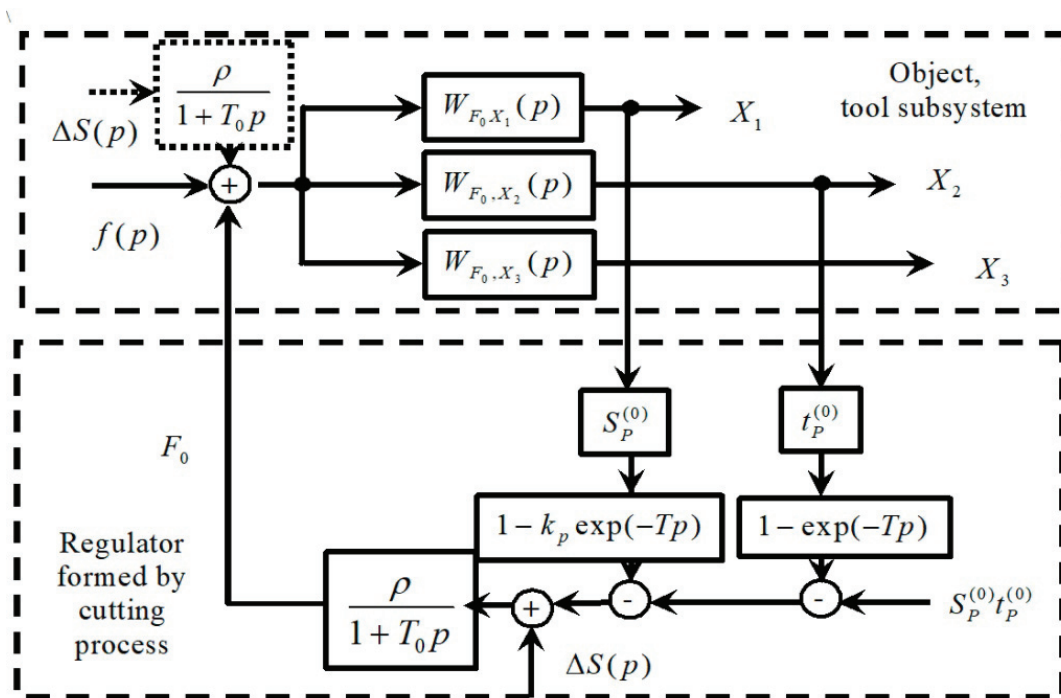 \
ρ
1 + T₀ p
ΔS(p)
f(p)
+
W_{F₀X₁}(p)
W_{F₀,X₂}(p)
W_{F₀,X₃}(p)
Object,
tool subsystem
X₁
X₂
X₃
F₀
S_P^{(0)}
t_P^{(0)}
1 − k_p exp(−Tp)
1 − exp(−Tp)
Regulator
formed by
cutting
process
ρ
1 + T₀ p
+
-
-
S_P^{(0)} t_P^{(0)}
ΔS(p)